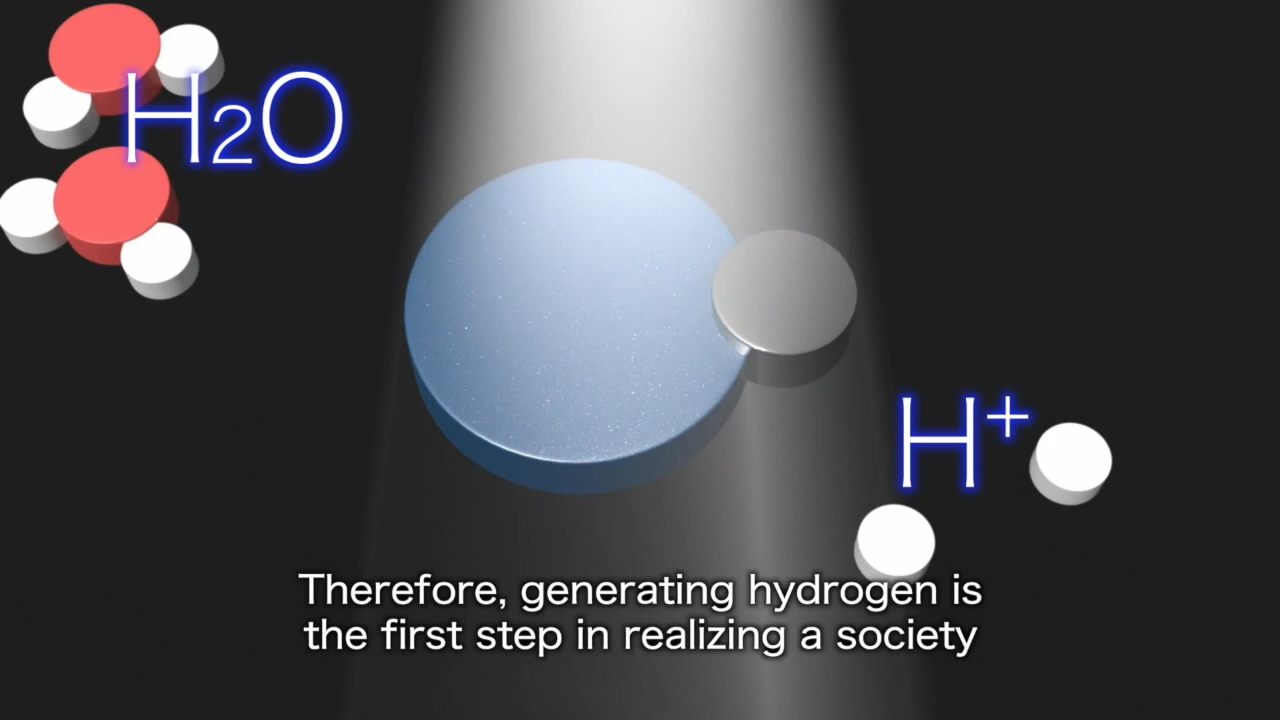 H2O
H+
Therefore, generating hydrogen is
the first step in realizing a society